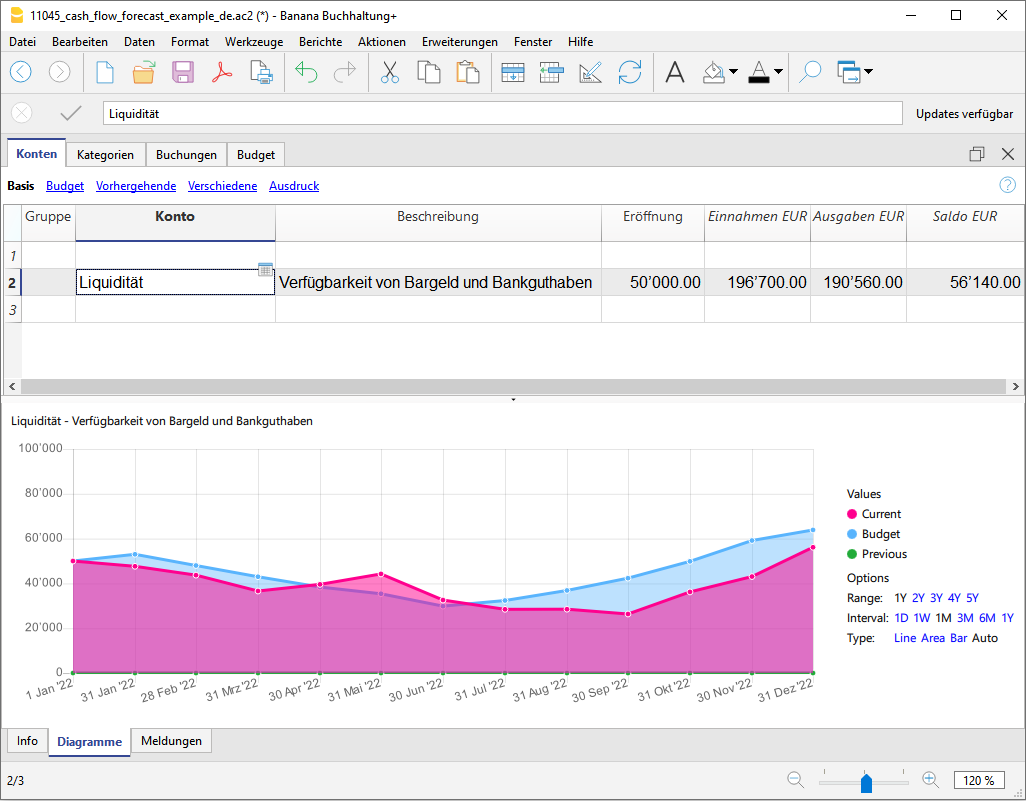 11045_cash_flow_forecast_example_de.ac2 (*) - Banana Buchhaltung+
Datei Bearbeiten Daten Format Werkzeuge Berichte Aktionen Erweiterungen Fenster Hilfe
A A
Liquidität Updates verfügbar
Konten Kategorien Buchungen Budget
Basis Budget Vorhergehende Verschiedene Ausdruck ?
Gruppe Konto Beschreibung Eröffnung Einnahmen EUR Ausgaben EUR Saldo EUR
1
2 Liquidität Verfügbarkeit von Bargeld und Bankguthaben 50’000.00 196’700.00 190’560.00 56’140.00
3
Liquidität - Verfügbarkeit von Bargeld und Bankguthaben
100’000
80’000
60’000
40’000
20’000
0
1 Jan '22 31 Jan '22 28 Feb '22 31 Mrz '22 30 Apr '22 31 Mai '22 30 Jun '22 31 Jul '22 31 Aug '22 30 Sep '22 31 Okt '22 30 Nov '22 31 Dez '22
Values
Current
Budget
Previous
Options
Range: 1Y 2Y 3Y 4Y 5Y
Interval: 1D 1W 1M 3M 6M 1Y
Type: Line Area Bar Auto
Info Diagramme Meldungen
2/3 120 %